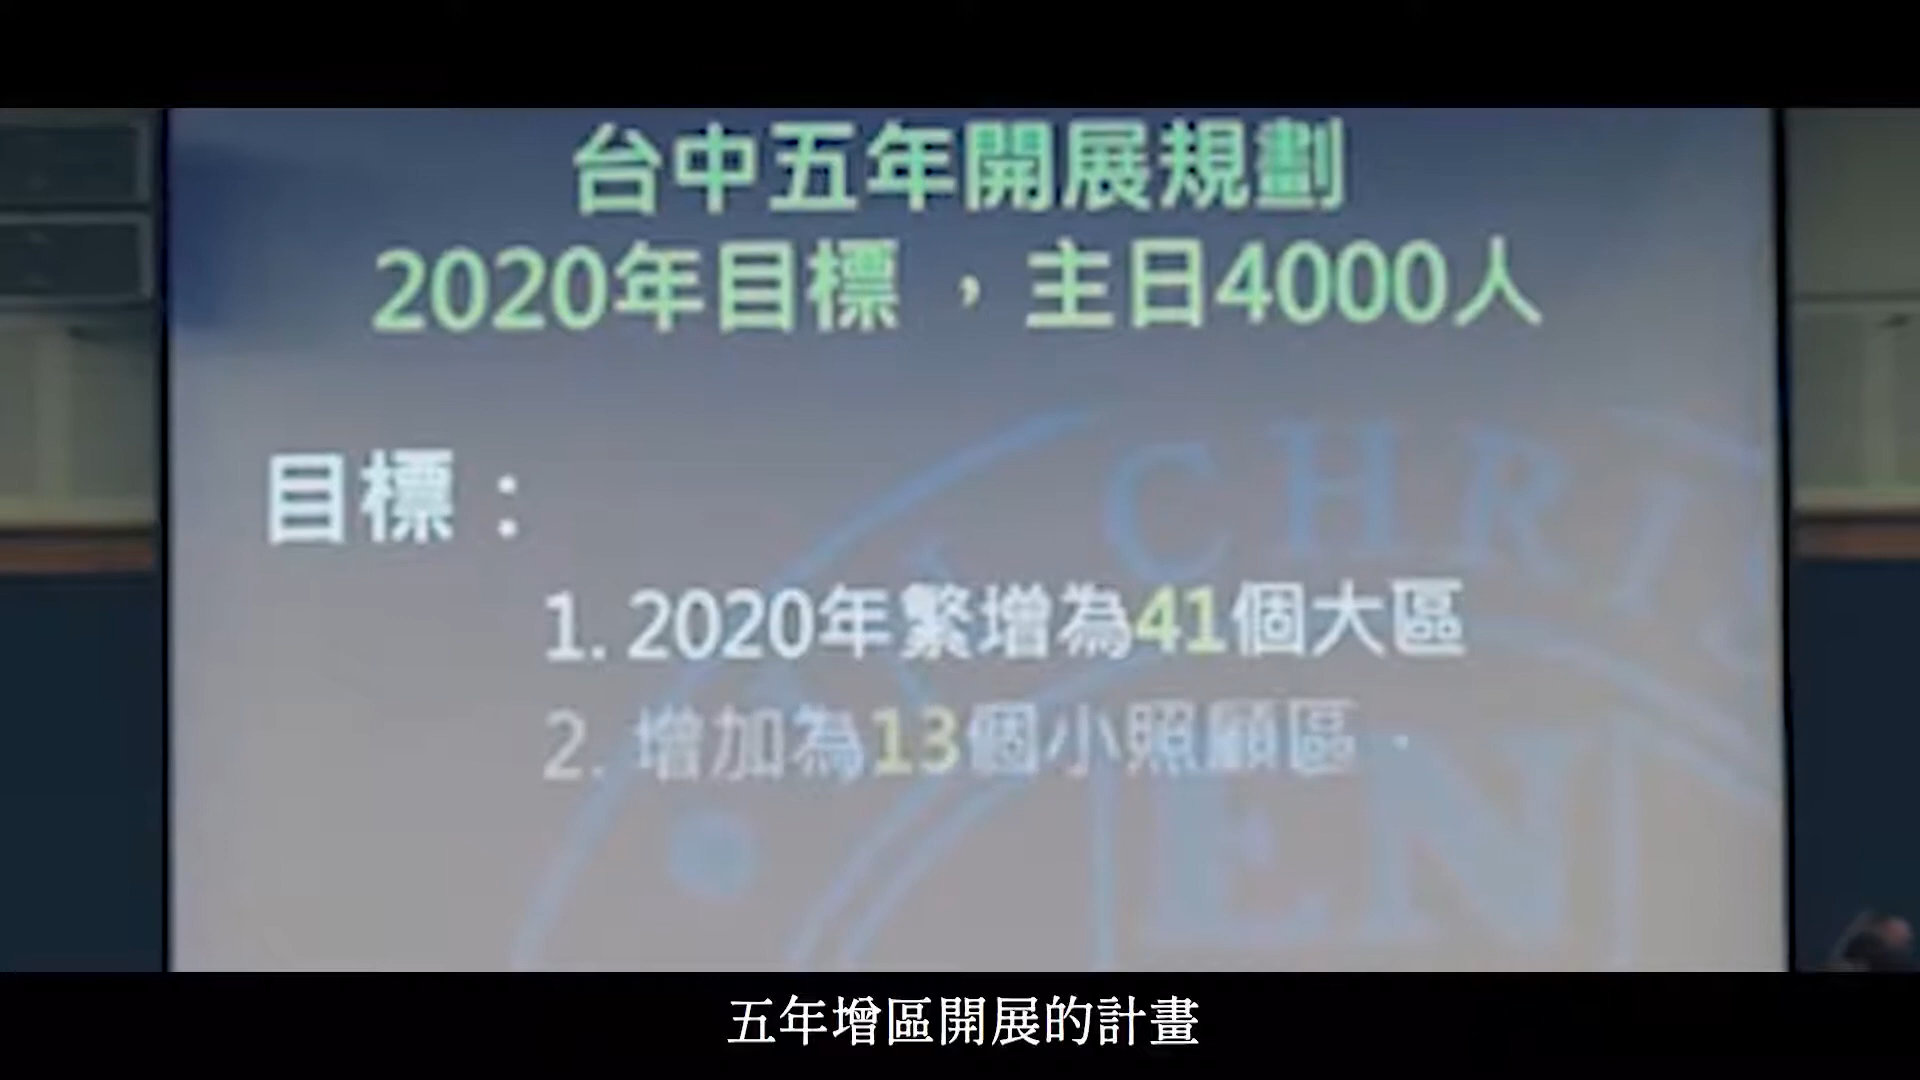 台中五年開展規劃
2020年目標，主日4000人
目標：
1. 2020年繁增為41個大區
2. 增加為13個小照顧區．
CHRI
EN
五年增區開展的計畫